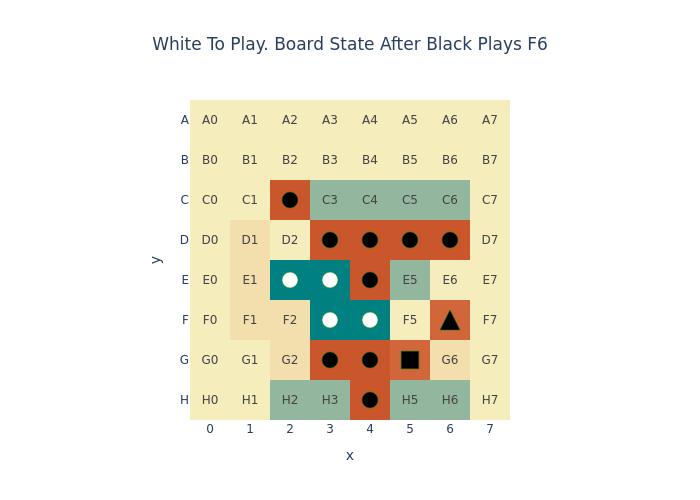 White To Play. Board State After Black Plays F6
A A0 A1 A2 A3 A4 A5 A6 A7
B B0 B1 B2 B3 B4 B5 B6 B7
C C0 C1 C3 C4 C5 C6 C7
D D0 D1 D2 D7
E E0 E1 E5 E6 E7
F F0 F1 F2 F5 F7
G G0 G1 G2 G6 G7
H H0 H1 H2 H3 H5 H6 H7
0 1 2 3 4 5 6 7
x
y